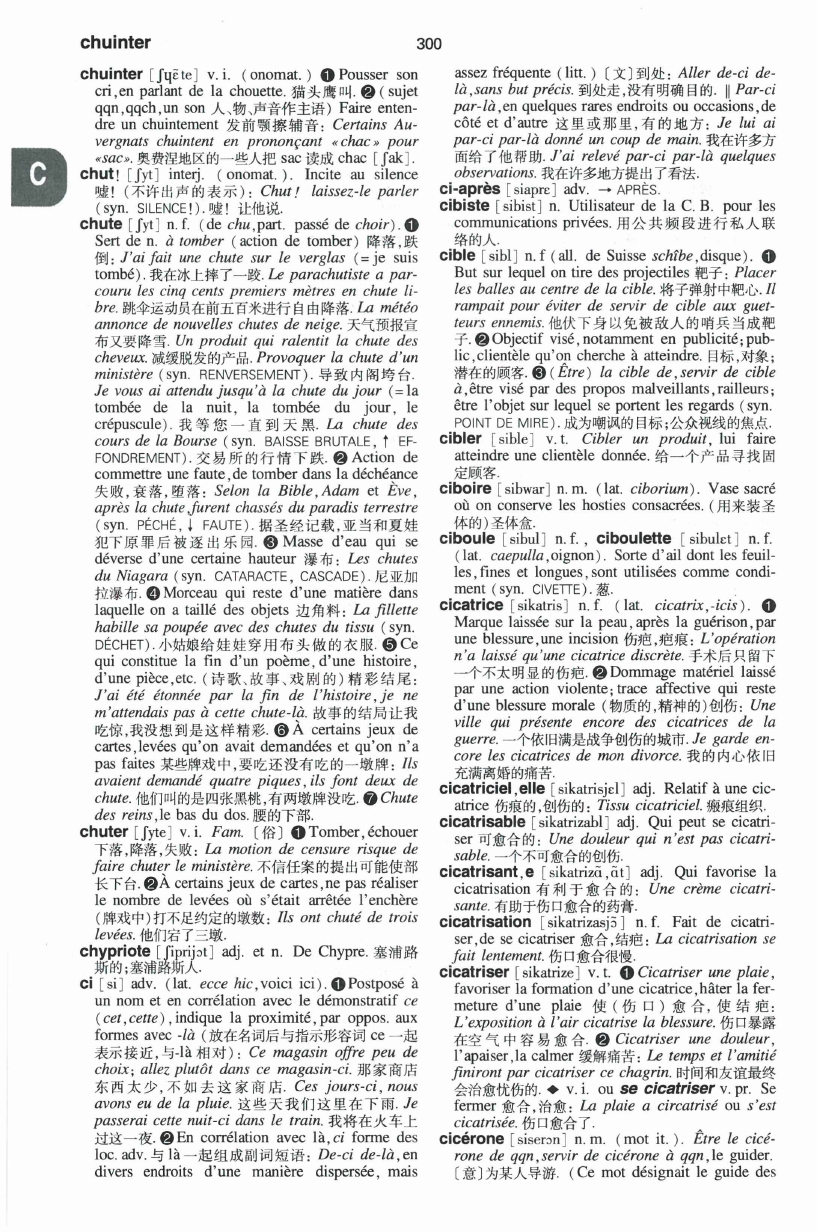 chuinter
300
C
chuinter [ʃɥɛ̃te] v. i. (onomat.) ❶ Pousser son
cri,en parlant de la chouette. 猫头鹰叫. ❷ (sujet
qqn,qqch,un son 人、物、声音作主语) Faire enten-
dre un chuintement 发前颚擦辅音: Certains Au-
vergnats chuintent en prononçant «chac» pour
«sac». 奥费涅地区的一些人把 sac 读成 chac [ʃak].
chut! [ʃyt] interj. (onomat.). Incite au silence
嘘! (不许出声的表示): Chut! laissez-le parler
(syn. SILENCE!). 嘘! 让他说.
chute [ʃyt] n. f. (de chu,part. passé de choir). ❶
Sert de n. à tomber (action de tomber) 降落,跌
倒: J'ai fait une chute sur le verglas (= je suis
tombé). 我在冰上摔了一跤. Le parachutiste a par-
couru les cinq cents premiers mètres en chute li-
bre. 跳伞运动员在前五百米进行自由降落. La météo
annonce de nouvelles chutes de neige. 天气预报宣
布又要降雪. Un produit qui ralentit la chute des
cheveux. 减缓脱发的产品. Provoquer la chute d'un
ministère (syn. RENVERSEMENT). 导致内阁垮台.
Je vous ai attendu jusqu'à la chute du jour (= la
tombée de la nuit, la tombée du jour, le
crépuscule). 我等您一直到天黑. La chute des
cours de la Bourse (syn. BAISSE BRUTALE, ↑ EF-
FONDREMENT). 交易所的行情下跌. ❷ Action de
commettre une faute,de tomber dans la déchéance
失败,衰落,堕落: Selon la Bible, Adam et Ève,
après la chute,furent chassés du paradis terrestre
(syn. PÉCHÉ, ↓ FAUTE). 据圣经记载,亚当和夏娃
犯下原罪后被逐出乐园. ❸ Masse d'eau qui se
déverse d'une certaine hauteur 瀑布: Les chutes
du Niagara (syn. CATARACTE, CASCADE). 尼亚加
拉瀑布. ❹ Morceau qui reste d'une matière dans
laquelle on a taillé des objets 边角料: La fillette
habille sa poupée avec des chutes du tissu (syn.
DÉCHET). 小姑娘给娃娃穿用布头做的衣服. ❺ Ce
qui constitue la fin d'un poème, d'une histoire,
d'une pièce,etc. (诗歌、故事、戏剧的)精彩结尾:
J'ai été étonnée par la fin de l'histoire, je ne
m'attendais pas à cette chute-là. 故事的结局让我
吃惊,我没想到是这样精彩. ❻ À certains jeux de
cartes,levées qu'on avait demandées et qu'on n'a
pas faites 某些牌戏中,要吃还没有吃的一墩牌: Ils
avaient demandé quatre piques, ils font deux de
chute. 他们叫的是四张黑桃,有两墩牌没吃. ❼ Chute
des reins,le bas du dos. 腰的下部.
chuter [ʃyte] v. i. Fam. 〔俗〕 ❶ Tomber,échouer
下落,降落,失败: La motion de censure risque de
faire chuter le ministère. 不信任案的提出可能使部
长下台. ❷ À certains jeux de cartes,ne pas réaliser
le nombre de levées où s'était arrêtée l'enchère
(牌戏中)打不足约定的墩数: Ils ont chuté de trois
levées. 他们宕了三墩.
chypriote [ʃiprijɔt] adj. et n. De Chypre. 塞浦路
斯的;塞浦路斯人.
ci [si] adv. (lat. ecce hic,voici ici). ❶ Postposé à
un nom et en corrélation avec le démonstratif ce
(cet,cette), indique la proximité, par oppos. aux
formes avec -là (放在名词后与指示形容词 ce 一起
表示接近,与-là 相对): Ce magasin offre peu de
choix; allez plutôt dans ce magasin-ci. 那家商店
东西太少,不如去这家商店. Ces jours-ci, nous
avons eu de la pluie. 这些天我们这里在下雨. Je
passerai cette nuit-ci dans le train. 我将在火车上
过这一夜. ❷ En corrélation avec là, ci forme des
loc. adv. 与 là 一起组成副词短语: De-ci de-là, en
divers endroits d'une manière dispersée, mais
assez fréquente (litt.) 〔文〕到处: Aller de-ci de-
là,sans but précis. 到处走,没有明确目的. ‖ Par-ci
par-là,en quelques rares endroits ou occasions,de
côté et d'autre 这里或那里,有的地方: Je lui ai
par-ci par-là donné un coup de main. 我在许多方
面给了他帮助. J'ai relevé par-ci par-là quelques
observations. 我在许多地方提出了看法.
ci-après [siaprɛ] adv. → APRÈS.
cibiste [sibist] n. Utilisateur de la C. B. pour les
communications privées. 用公共频段进行私人联
络的人.
cible [sibl] n. f (all. de Suisse schîbe,disque). ❶
But sur lequel on tire des projectiles 靶子: Placer
les balles au centre de la cible. 将子弹射中靶心. Il
rampait pour éviter de servir de cible aux guet-
teurs ennemis. 他伏下身以免被敌人的哨兵当成靶
子. ❷ Objectif visé,notamment en publicité;pub-
lic,clientèle qu'on cherche à atteindre. 目标,对象;
潜在的顾客. ❸ (Être) la cible de, servir de cible
à,être visé par des propos malveillants,railleurs;
être l'objet sur lequel se portent les regards (syn.
POINT DE MIRE). 成为嘲讽的目标;公众视线的焦点.
cibler [sible] v. t. Cibler un produit, lui faire
atteindre une clientèle donnée. 给一个产品寻找固
定顾客.
ciboire [sibwar] n. m. (lat. ciborium). Vase sacré
où on conserve les hosties consacrées. (用来装圣
体的)圣体盒.
ciboule [sibul] n. f. , ciboulette [sibulɛt] n. f.
(lat. caepulla,oignon). Sorte d'ail dont les feuil-
les,fines et longues, sont utilisées comme condi-
ment (syn. CIVETTE). 葱.
cicatrice [sikatris] n. f. (lat. cicatrix,-icis). ❶
Marque laissée sur la peau,après la guérison,par
une blessure,une incision 伤疤,疤痕: L'opération
n'a laissé qu'une cicatrice discrète. 手术后只留下
一个不太明显的伤疤. ❷ Dommage matériel laissé
par une action violente; trace affective qui reste
d'une blessure morale (物质的,精神的)创伤: Une
ville qui présente encore des cicatrices de la
guerre. 一个依旧满是战争创伤的城市. Je garde en-
core les cicatrices de mon divorce. 我的内心依旧
充满离婚的痛苦.
cicatriciel,elle [sikatrisjɛl] adj. Relatif à une cic-
atrice 伤痕的,创伤的: Tissu cicatriciel. 瘢痕组织.
cicatrisable [sikatrizabl] adj. Qui peut se cicatri-
ser 可愈合的: Une douleur qui n'est pas cicatri-
sable. 一个不可愈合的创伤.
cicatrisant,e [sikatrizɑ̃,ɑ̃t] adj. Qui favorise la
cicatrisation 有利于愈合的: Une crème cicatri-
sante. 有助于伤口愈合的药膏.
cicatrisation [sikatrizasjɔ̃] n. f. Fait de cicatri-
ser,de se cicatriser 愈合,结疤: La cicatrisation se
fait lentement. 伤口愈合很慢.
cicatriser [sikatrize] v. t. ❶ Cicatriser une plaie,
favoriser la formation d'une cicatrice,hâter la fer-
meture d'une plaie 使(伤口)愈合,使结疤:
L'exposition à l'air cicatrise la blessure. 伤口暴露
在空气中容易愈合. ❷ Cicatriser une douleur,
l'apaiser,la calmer 缓解痛苦: Le temps et l'amitié
finiront par cicatriser ce chagrin. 时间和友谊最终
会治愈忧伤的. ◆ v. i. ou se cicatriser v. pr. Se
fermer 愈合,治愈: La plaie a circatrisé ou s'est
cicatrisée. 伤口愈合了.
cicérone [siserɔn] n. m. (mot it.). Être le cicé-
rone de qqn,servir de cicérone à qqn,le guider.
〔意〕为某人导游. (Ce mot désignait le guide des